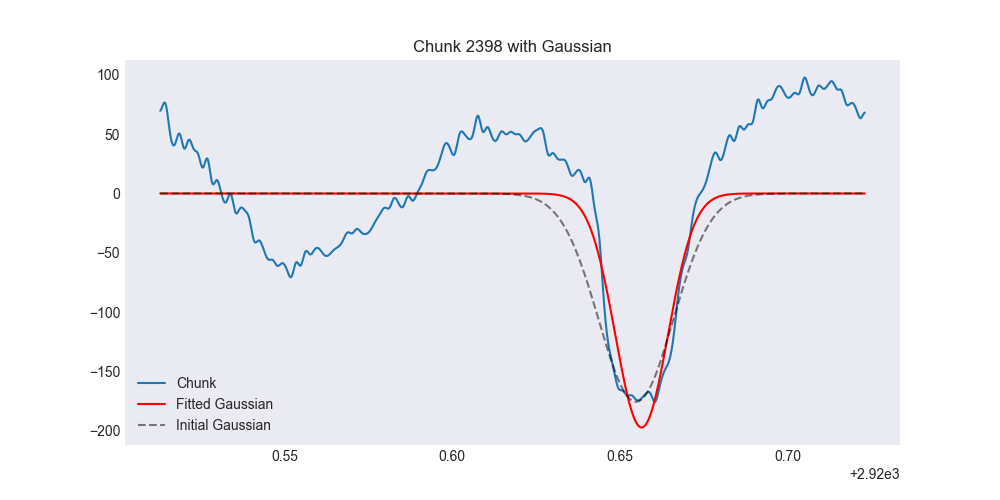 Chunk 2398 with Gaussian
100
50
0
−50
−100
−150
−200
Chunk
Fitted Gaussian
Initial Gaussian
0.55 0.60 0.65 0.70
+2.92e3